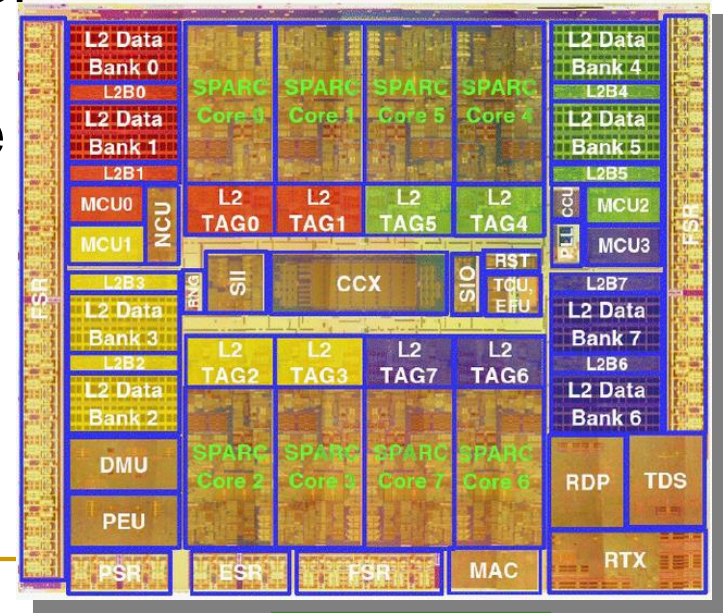 e
L2 Data
Bank 0
L2B0
L2 Data
Bank 1
L2B1
MCU0
MCU1
NCU
FSR
L2B3
L2 Data
Bank 3
L2B2
L2 Data
Bank 2
DMU
PEU
PSR
SPARC
Core 0
SPARC
Core 1
SPARC
Core 5
SPARC
Core 4
L2
TAG0
L2
TAG1
L2
TAG5
L2
TAG4
RNG
SII
CCX
SIO
RST
TCU,
EFU
L2
TAG2
L2
TAG3
L2
TAG7
L2
TAG6
SPARC
Core 2
SPARC
Core 3
SPARC
Core 7
SPARC
Core 6
ESR
FSR
MAC
L2 Data
Bank 4
L2B4
L2 Data
Bank 5
L2B5
CCU
PLL
MCU2
MCU3
FSR
L2B7
L2 Data
Bank 7
L2B6
L2 Data
Bank 6
RDP
TDS
RTX